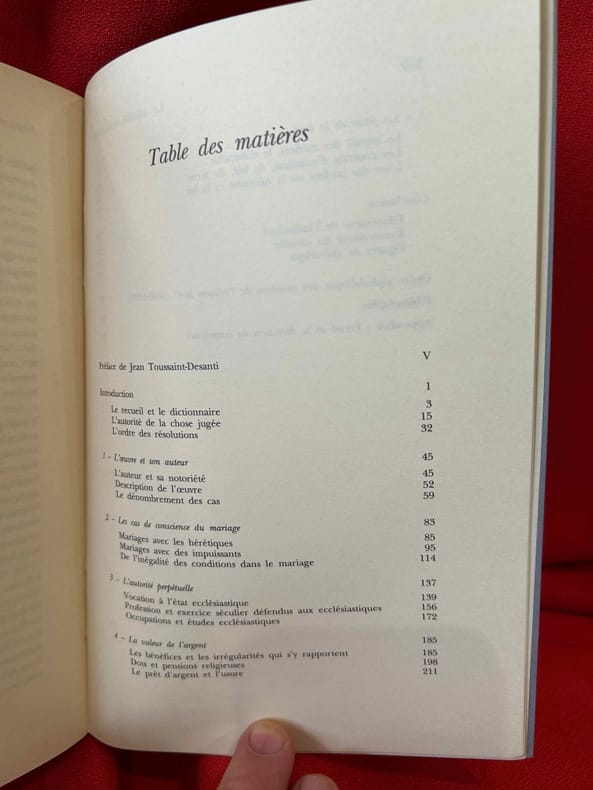 Table des matières
Préface de Jean Toussaint-Desanti V
Introduction 1
Le recueil et le dictionnaire 3
L'autorité de la chose jugée 15
L'ordre des résolutions 32
1 - L'œuvre et son auteur 45
L'auteur et sa notoriété 45
Description de l'œuvre 52
Le dénombrement des cas 59
2 - Les cas de conscience du mariage 83
Mariages avec les hérétiques 85
Mariages avec des impuissants 95
De l'inégalité des conditions dans le mariage 114
3 - L'autorité perpétuelle 137
Vocation à l'état ecclésiastique 139
Profession et exercice séculier défendus aux ecclésiastiques 156
Occupations et études ecclésiastiques 172
4 - La valeur de l'argent 185
Les bénéfices et les irrégularités qui s'y rapportent 185
Dots et pensions religieuses 198
Le prêt d'argent et l'usure 211